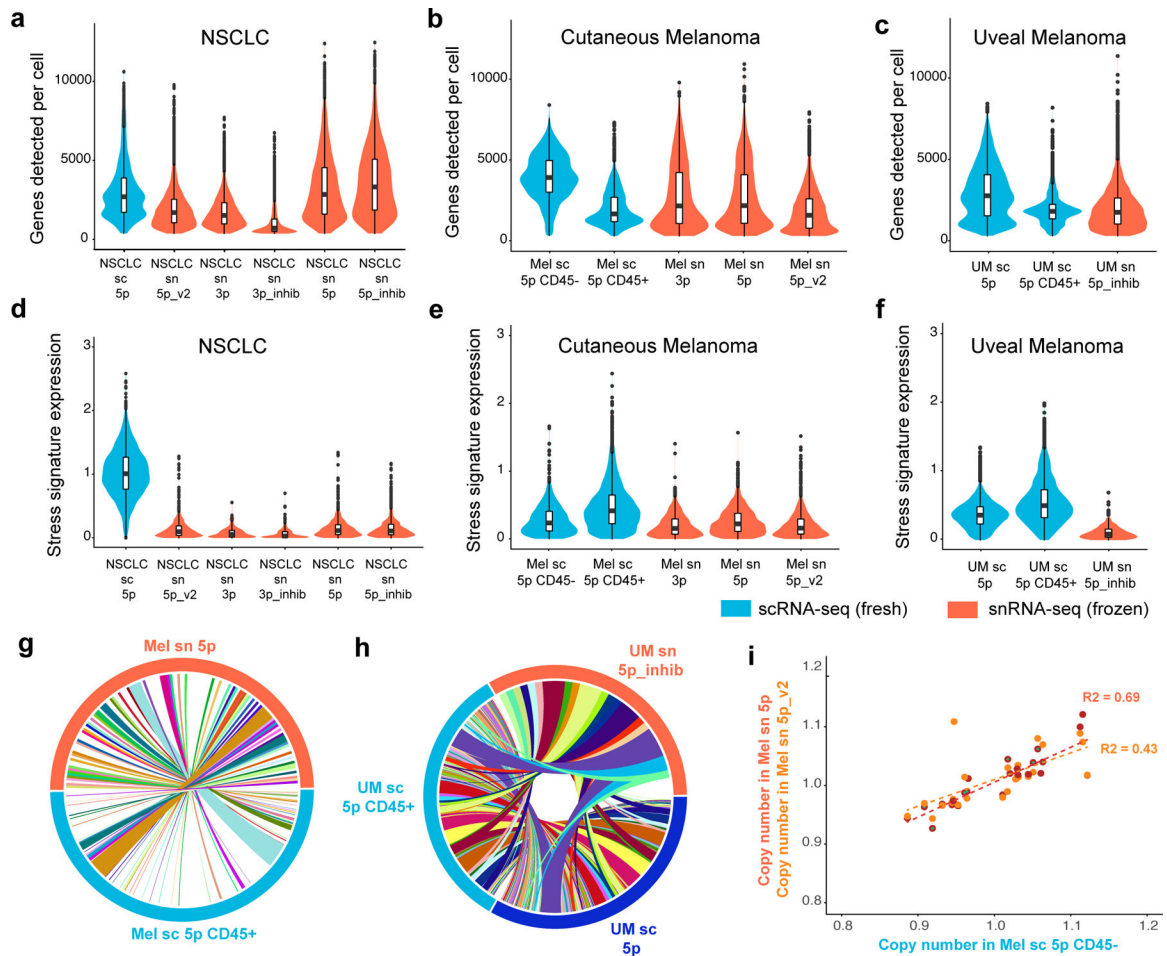 a
NSCLC
Genes detected per cell
10000
5000
0
NSCLC sc 5p
NSCLC sn 5p_v2
NSCLC sn 3p
NSCLC sn 3p_inhib
NSCLC sn 5p
NSCLC sn 5p_inhib
b
Cutaneous Melanoma
Genes detected per cell
10000
5000
0
Mel sc 5p CD45-
Mel sc 5p CD45+
Mel sn 3p
Mel sn 5p
Mel sn 5p_v2
c
Uveal Melanoma
Genes detected per cell
10000
5000
0
UM sc 5p
UM sc 5p CD45+
UM sn 5p_inhib
d
NSCLC
Stress signature expression
3
2
1
0
NSCLC sc 5p
NSCLC sn 5p_v2
NSCLC sn 3p
NSCLC sn 3p_inhib
NSCLC sn 5p
NSCLC sn 5p_inhib
e
Cutaneous Melanoma
Stress signature expression
3
2
1
0
Mel sc 5p CD45-
Mel sc 5p CD45+
Mel sn 3p
Mel sn 5p
Mel sn 5p_v2
f
Uveal Melanoma
Stress signature expression
3
2
1
0
UM sc 5p
UM sc 5p CD45+
UM sn 5p_inhib
scRNA-seq (fresh)
snRNA-seq (frozen)
g
Mel sn 5p
Mel sc 5p CD45+
h
UM sn
5p_inhib
UM sc
5p CD45+
UM sc
5p
i
Copy number in Mel sn 5p
Copy number in Mel sn 5p_v2
1.2
1.1
1.0
0.9
0.8
R2 = 0.69
R2 = 0.43
0.8
0.9
1.0
1.1
1.2
Copy number in Mel sc 5p CD45-